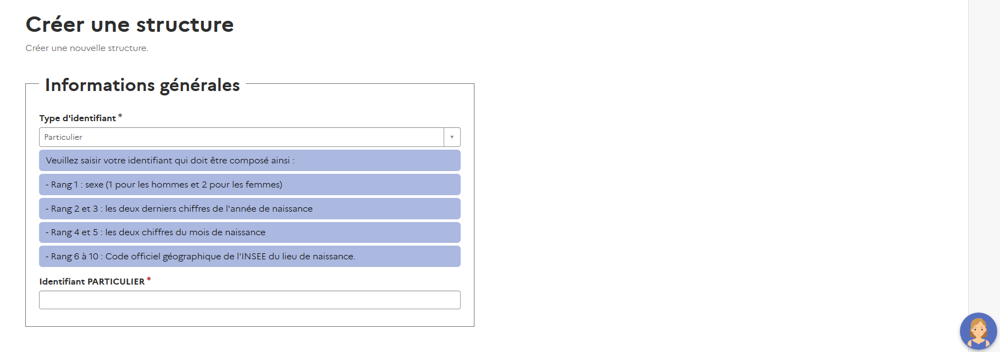 Créer une structure
Créer une nouvelle structure.
Informations générales
Type d'identifiant *
Particulier
Veuillez saisir votre identifiant qui doit être composé ainsi :
- Rang 1 : sexe (1 pour les hommes et 2 pour les femmes)
- Rang 2 et 3 : les deux derniers chiffres de l'année de naissance
- Rang 4 et 5 : les deux chiffres du mois de naissance
- Rang 6 à 10 : Code officiel géographique de l'INSEE du lieu de naissance.
Identifiant PARTICULIER *